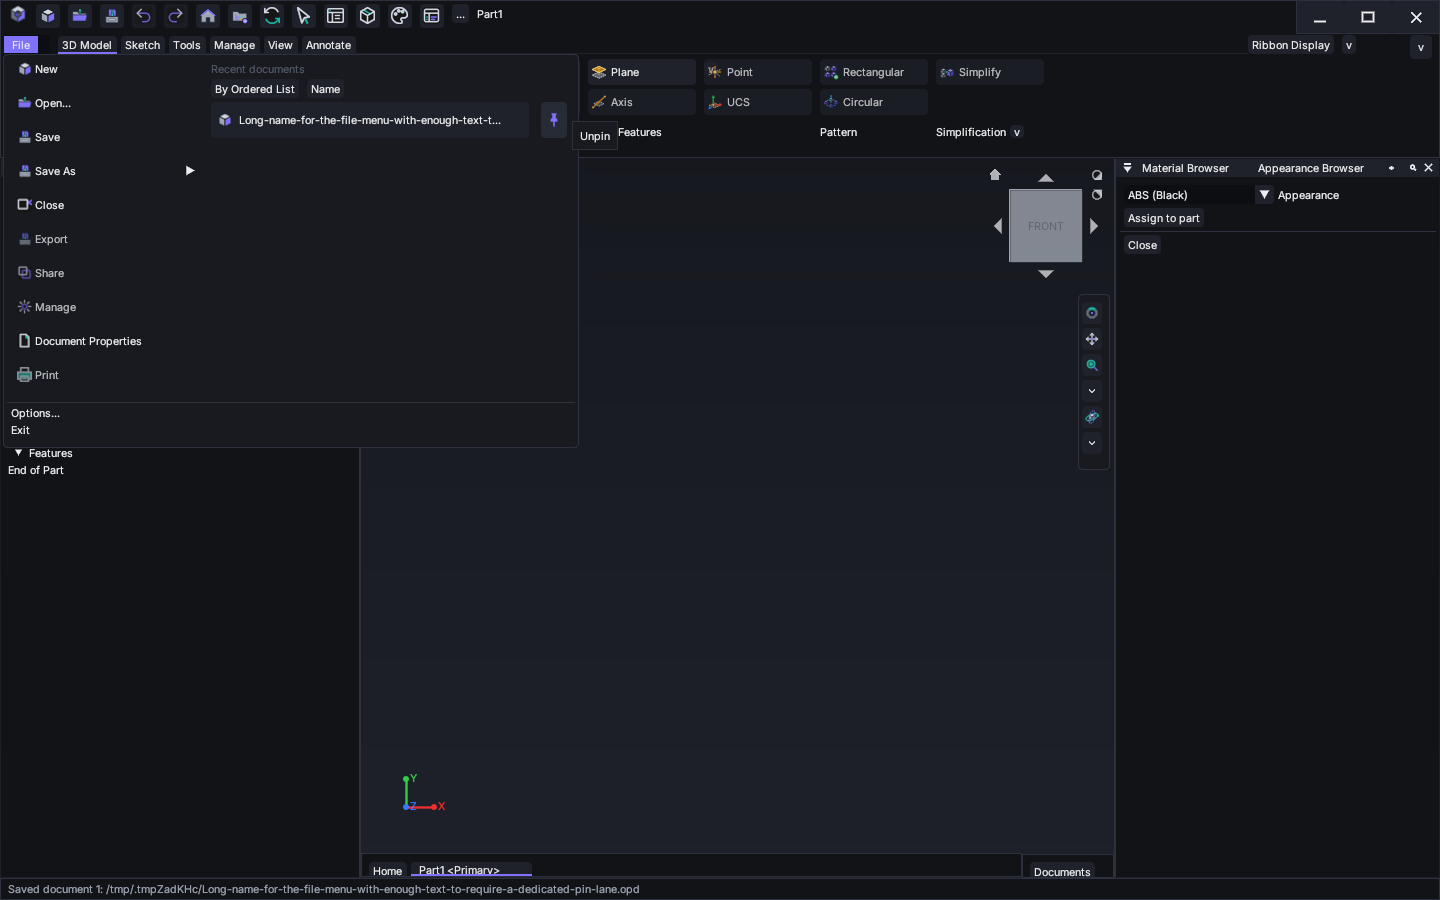 ... Part1
File 3D Model Sketch Tools Manage View Annotate Ribbon Display v v
New
Open...
Save
Save As
Close
Export
Share
Manage
Document Properties
Print
Options...
Exit
Recent documents
By Ordered List Name
Long-name-for-the-file-menu-with-enough-text-t...
Unpin
Plane Point Rectangular Simplify
Axis UCS Circular
Features Pattern Simplification v
FRONT
Material Browser Appearance Browser
ABS (Black) Appearance
Assign to part
Close
Features
End of Part
Y
Z X
Home Part1 <Primary> Documents
Saved document 1: /tmp/.tmpZadKHc/Long-name-for-the-file-menu-with-enough-text-to-require-a-dedicated-pin-lane.opd